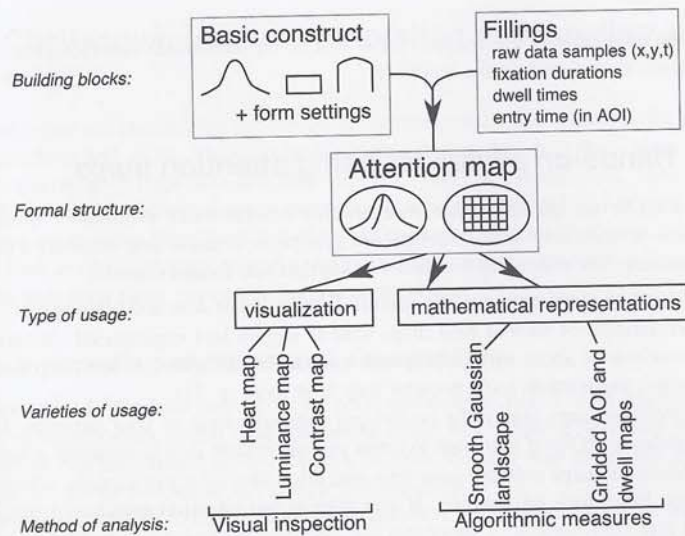 Basic construct
+ form settings
Fillings
raw data samples (x,y,t)
fixation durations
dwell times
entry time (in AOI)
Building blocks:
Attention map
Formal structure:
Type of usage:
visualization
mathematical representations
Varieties of usage:
Heat map
Luminance map
Contrast map
Smooth Gaussian
landscape
Gridded AOI and
dwell maps
Method of analysis:
Visual inspection
Algorithmic measures